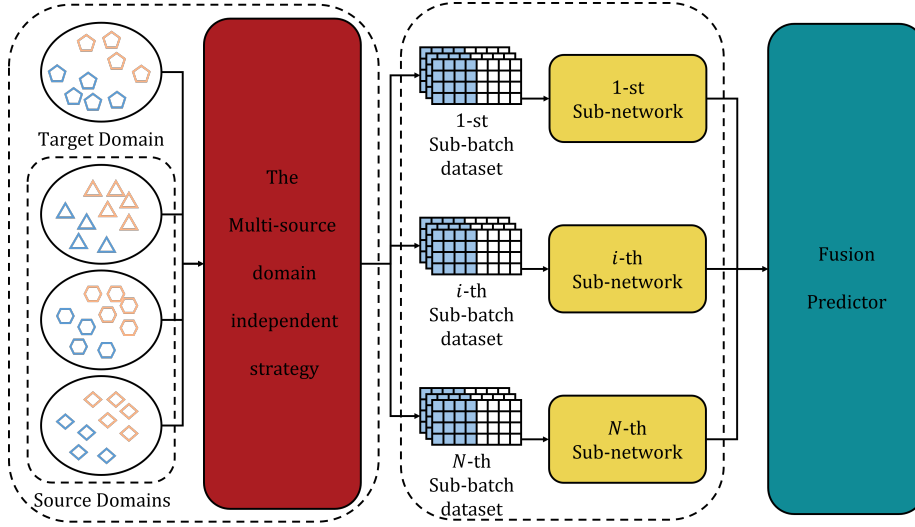 Target Domain
Source Domains
The
Multi-source
domain
independent
strategy
1-st
Sub-batch
dataset
1-st
Sub-network
i-th
Sub-batch
dataset
i-th
Sub-network
N-th
Sub-batch
dataset
N-th
Sub-network
Fusion
Predictor